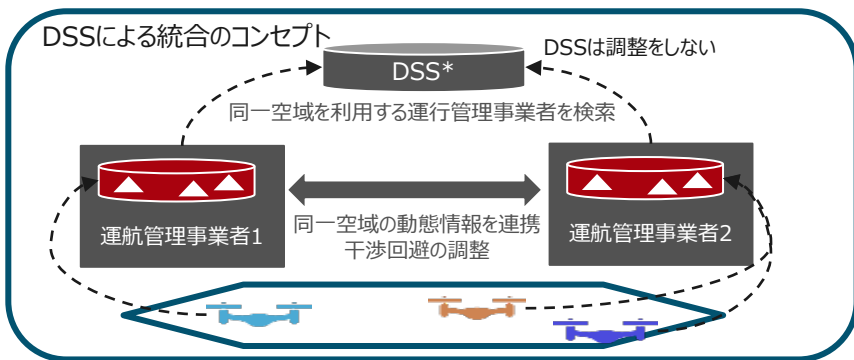 DSSによる統合のコンセプト
DSS*
DSSは調整をしない
同一空域を利用する運行管理事業者を検索
運航管理事業者1
同一空域の動態情報を連携
干渉回避の調整
運航管理事業者2